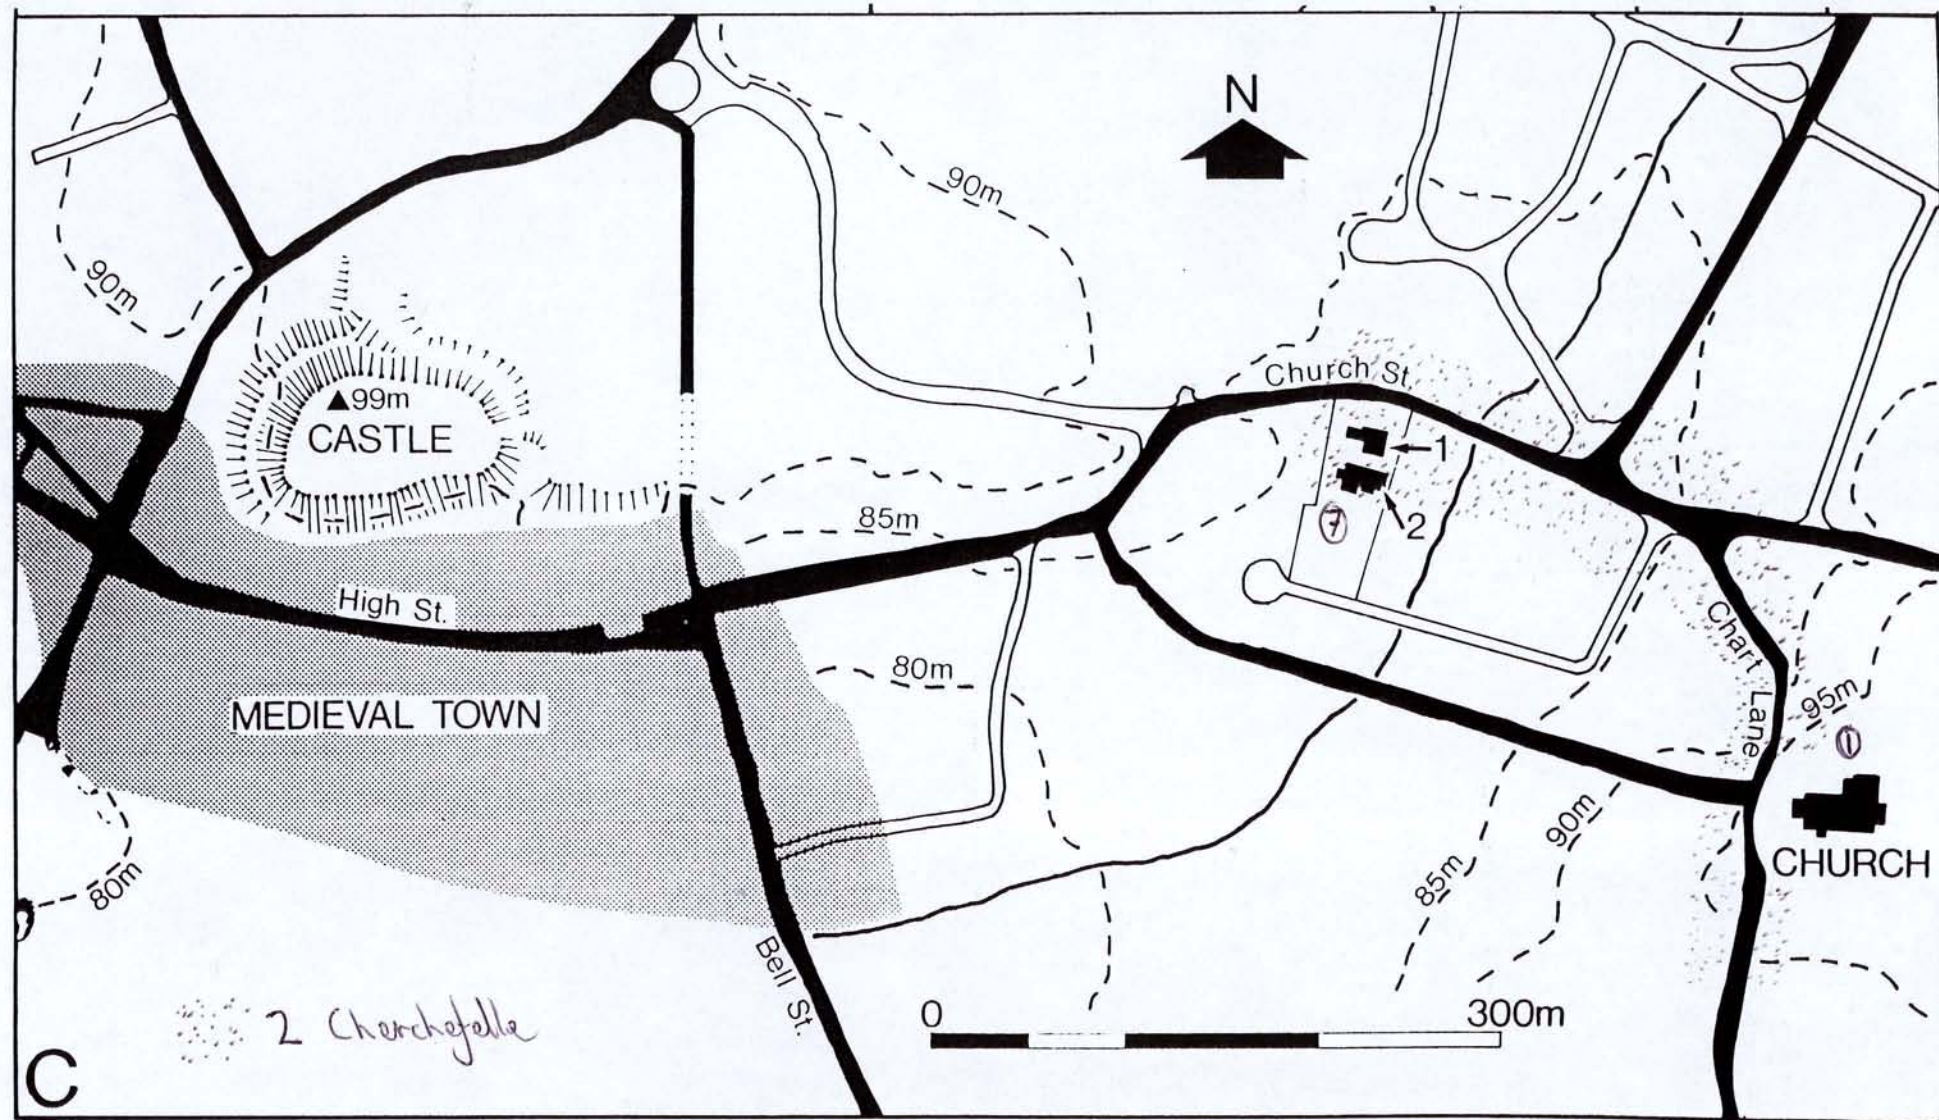 N
90m
90m
▲99m
CASTLE
Church St.
1
85m
2
7
High St.
80m
MEDIEVAL TOWN
Chart Lane
95m
1
90m
85m
CHURCH
80m
Bell St.
0 300m
2 Cherchefelle
C